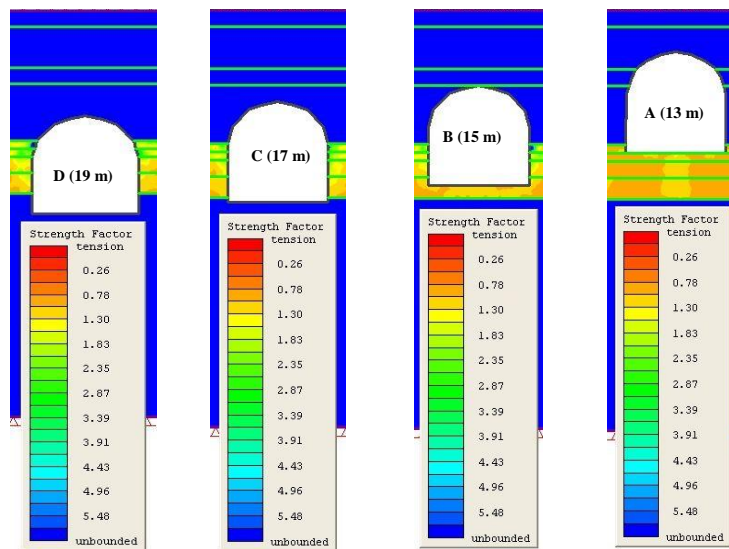 D (19 m)
Strength Factor
tension
0.26
0.78
1.30
1.83
2.35
2.87
3.39
3.91
4.43
4.96
5.48
unbounded
C (17 m)
Strength Factor
tension
0.26
0.78
1.30
1.83
2.35
2.87
3.39
3.91
4.43
4.96
5.48
unbounded
B (15 m)
Strength Factor
tension
0.26
0.78
1.30
1.83
2.35
2.87
3.39
3.91
4.43
4.96
5.48
unbounded
A (13 m)
Strength Factor
tension
0.26
0.78
1.30
1.83
2.35
2.87
3.39
3.91
4.43
4.96
5.48
unbounded